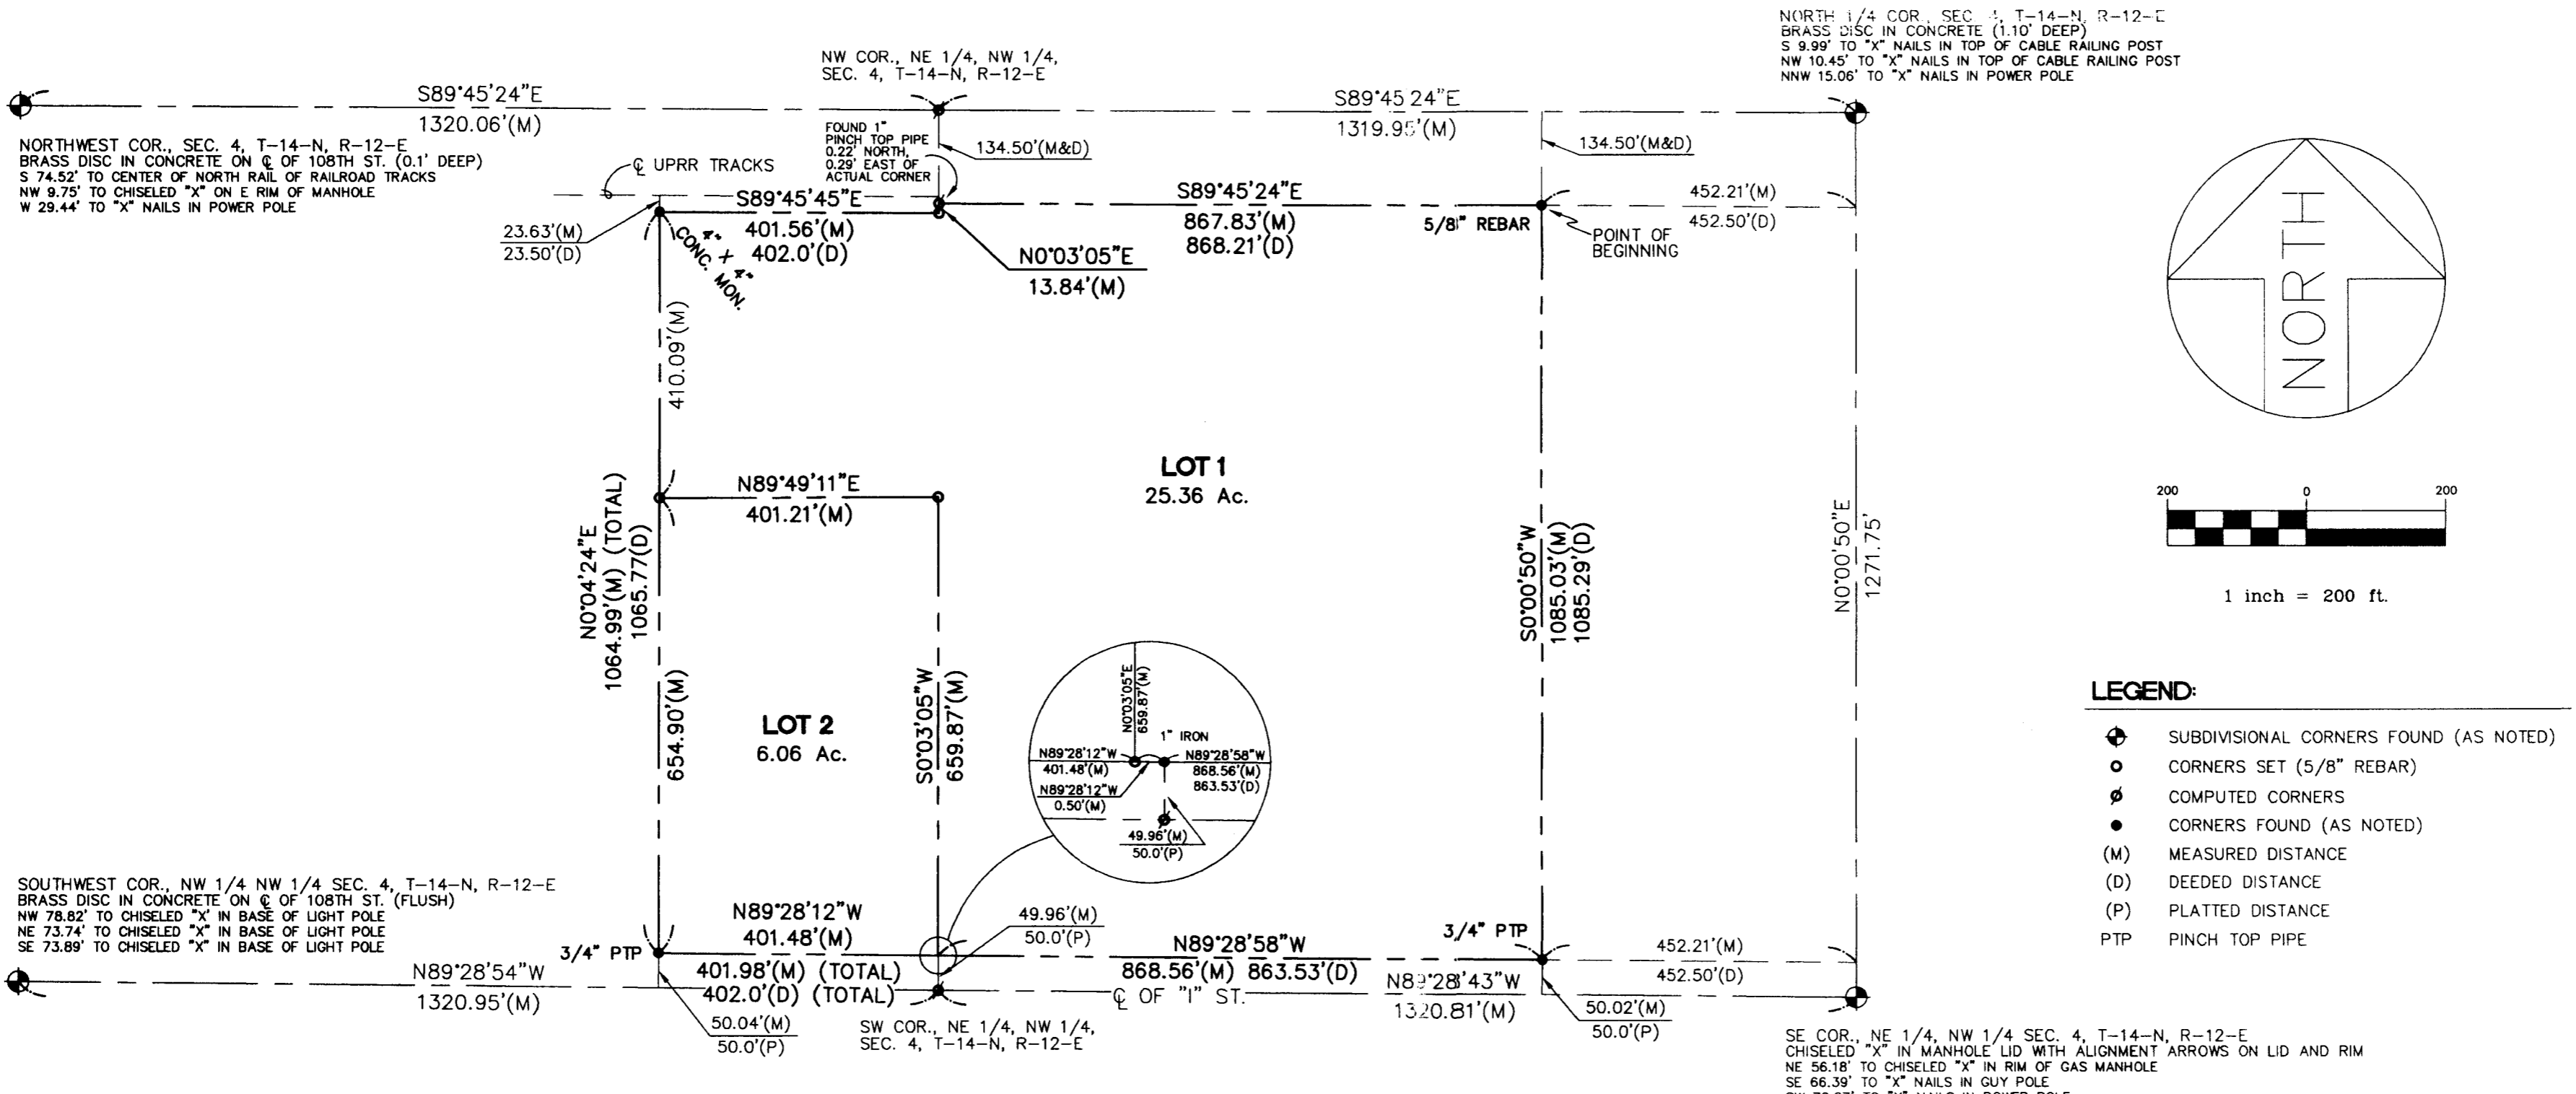 NORTH 1/4 COR., SEC. 4, T-14-N, R-12-E
BRASS DISC IN CONCRETE (1.10' DEEP)
S 9.99' TO "X" NAILS IN TOP OF CABLE RAILING POST
NW 10.45' TO "X" NAILS IN TOP OF CABLE RAILING POST
NNW 15.06' TO "X" NAILS IN POWER POLE
NW COR., NE 1/4, NW 1/4,
SEC. 4, T-14-N, R-12-E
S89°45'24"E
1320.06'(M)
S89°45'24"E
1319.95'(M)
NORTHWEST COR., SEC. 4, T-14-N, R-12-E
BRASS DISC IN CONCRETE ON ℄ OF 108TH ST. (0.1' DEEP)
S 74.52' TO CENTER OF NORTH RAIL OF RAILROAD TRACKS
NW 9.75' TO CHISELED "X" ON E RIM OF MANHOLE
W 29.44' TO "X" NAILS IN POWER POLE
FOUND 1"
PINCH TOP PIPE
0.22' NORTH,
0.29' EAST OF
ACTUAL CORNER
134.50'(M&D)
134.50'(M&D)
℄ UPRR TRACKS
S89°45'45"E
401.56'(M)
402.0'(D)
23.63'(M)
23.50'(D)
4" X 4"
CONC. MON.
S89°45'24"E
867.83'(M)
868.21'(D)
N0°03'05"E
13.84'(M)
5/8" REBAR
POINT OF
BEGINNING
452.21'(M)
452.50'(D)
NORTH
410.09'(M)
LOT 1
25.36 Ac.
N89°49'11"E
401.21'(M)
N0°04'24"E
1064.99'(M) (TOTAL)
1065.77(D)
654.90'(M)
S0°03'05"W
659.87'(M)
S0°00'50"W
1085.03'(M)
1085.29'(D)
N0°00'50"E
1271.75'
200 0 200
1 inch = 200 ft.
LOT 2
6.06 Ac.
N0°03'05"E
659.87'(M)
1" IRON
N89°28'12"W
401.48'(M)
N89°28'58"W
868.56'(M)
863.53'(D)
N89°28'12"W
0.50'(M)
49.96'(M)
50.0'(P)
LEGEND:
SUBDIVISIONAL CORNERS FOUND (AS NOTED)
CORNERS SET (5/8" REBAR)
COMPUTED CORNERS
CORNERS FOUND (AS NOTED)
(M) MEASURED DISTANCE
(D) DEEDED DISTANCE
(P) PLATTED DISTANCE
PTP PINCH TOP PIPE
SOUTHWEST COR., NW 1/4 NW 1/4 SEC. 4, T-14-N, R-12-E
BRASS DISC IN CONCRETE ON ℄ OF 108TH ST. (FLUSH)
NW 78.82' TO CHISELED "X' IN BASE OF LIGHT POLE
NE 73.74' TO CHISELED "X" IN BASE OF LIGHT POLE
SE 73.89' TO CHISELED "X" IN BASE OF LIGHT POLE
3/4" PTP
N89°28'12"W
401.48'(M)
401.98'(M) (TOTAL)
402.0'(D) (TOTAL)
49.96'(M)
50.0'(P)
N89°28'58"W
868.56'(M) 863.53'(D)
3/4" PTP
452.21'(M)
452.50'(D)
N89°28'54"W
1320.95'(M)
℄ OF "I" ST.
N89°28'43"W
1320.81'(M)
50.04'(M)
50.0'(P)
50.02'(M)
50.0'(P)
SW COR., NE 1/4, NW 1/4,
SEC. 4, T-14-N, R-12-E
SE COR., NE 1/4, NW 1/4 SEC. 4, T-14-N, R-12-E
CHISELED "X" IN MANHOLE LID WITH ALIGNMENT ARROWS ON LID AND RIM
NE 56.18' TO CHISELED "X" IN RIM OF GAS MANHOLE
SE 66.39' TO "X" NAILS IN GUY POLE
TO "X" NAILS IN POWER POLE